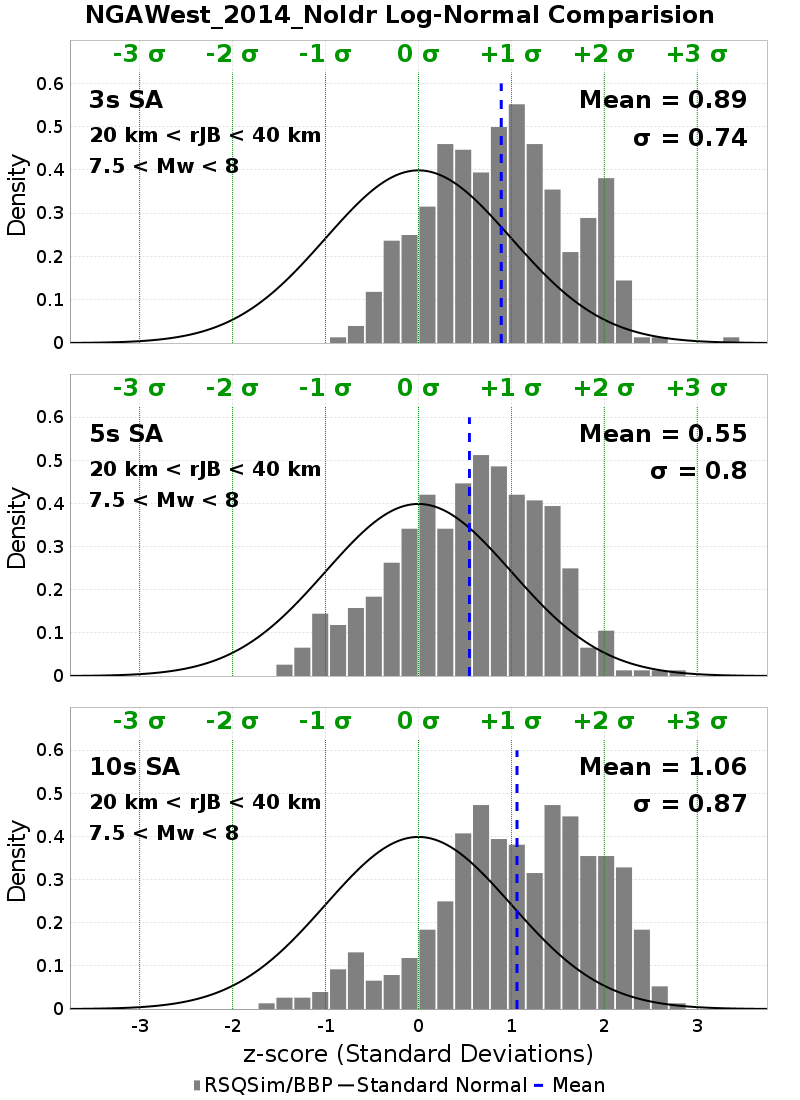 NGAWest_2014_NoIdr Log-Normal Comparision
-3 σ -2 σ -1 σ 0 σ +1 σ +2 σ +3 σ
0.6
3s SA Mean = 0.89
0.5
20 km < rJB < 40 km σ = 0.74
7.5 < Mw < 8
0.4
Density
0.3
0.2
0.1
0
-3 σ -2 σ -1 σ 0 σ +1 σ +2 σ +3 σ
0.6
5s SA Mean = 0.55
0.5
20 km < rJB < 40 km σ = 0.8
7.5 < Mw < 8
0.4
Density
0.3
0.2
0.1
0
-3 σ -2 σ -1 σ 0 σ +1 σ +2 σ +3 σ
0.6
10s SA Mean = 1.06
0.5
20 km < rJB < 40 km σ = 0.87
7.5 < Mw < 8
0.4
Density
0.3
0.2
0.1
0
-3 -2 -1 0 1 2 3
z-score (Standard Deviations)
RSQSim/BBP Standard Normal Mean